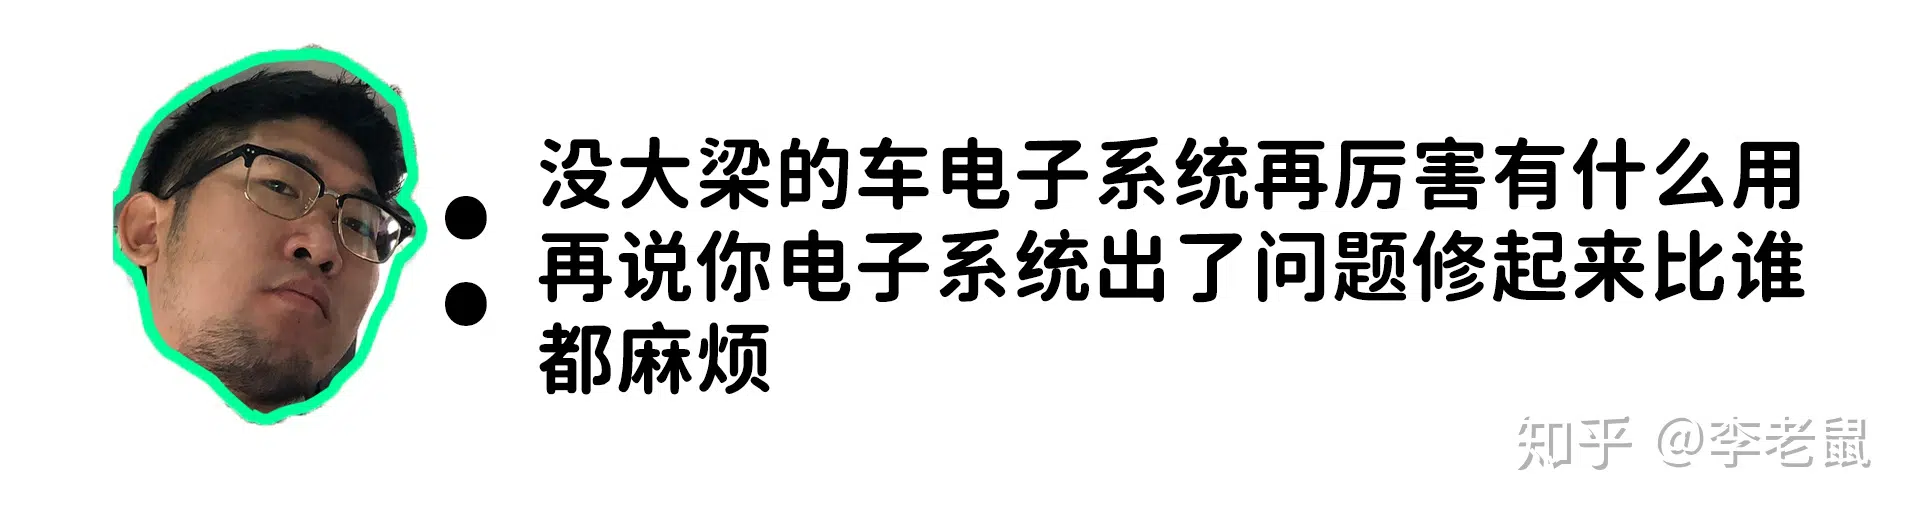 没大梁的车电子系统再厉害有什么用
再说你电子系统出了问题修起来比谁
都麻烦
知乎 @李老鼠